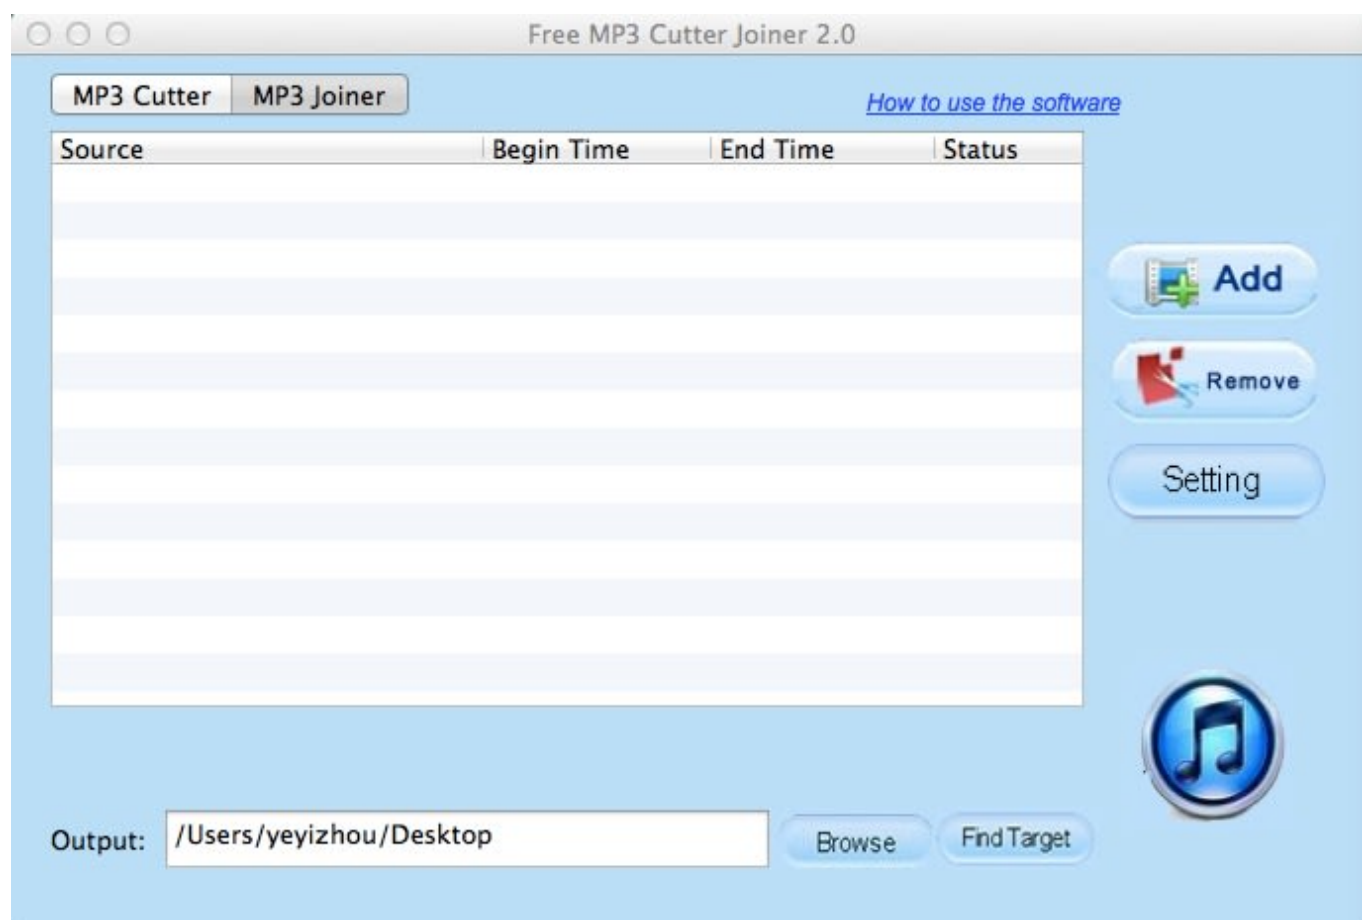 Free MP3 Cutter Joiner 2.0
MP3 Cutter MP3 Joiner
How to use the software
Source Begin Time End Time Status
Add
Remove
Setting
Output: /Users/yeyizhou/Desktop Browse Find Target